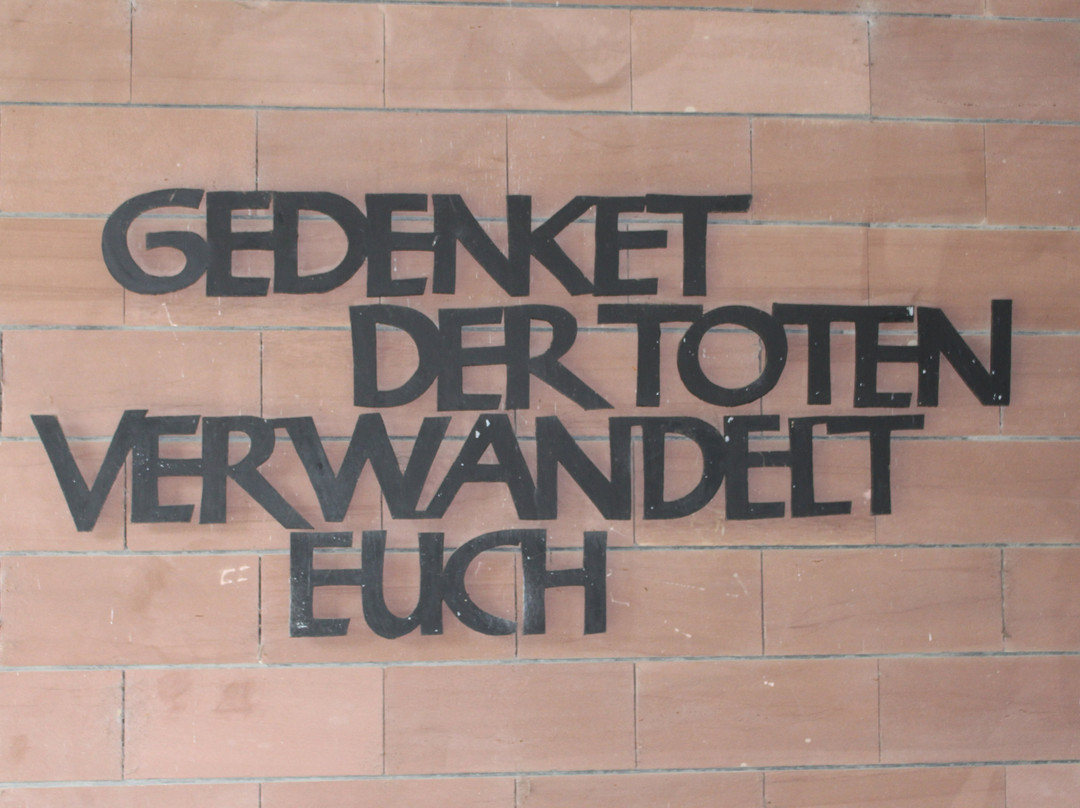 GEDENKET
DER TOTEN
VERWANDELT
EUCH